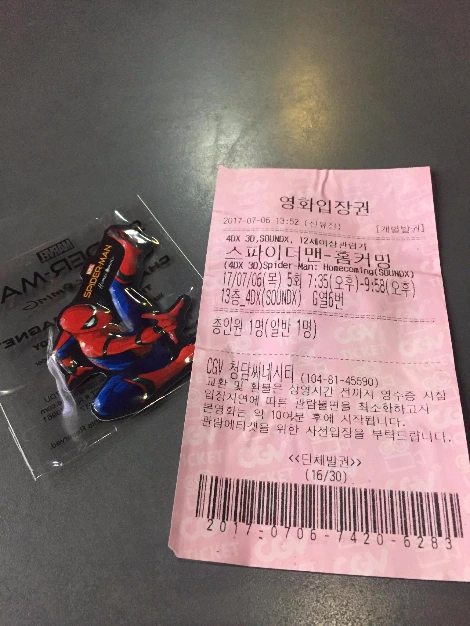 영화입장권
2017-07-06 13:52 (신규진) [개별발권]
4DX 3D,SOUNDX, 12세이상관람가
스파이더맨-홈커밍
(4DX 3D)Spider-Man: Homecoming(SOUNDX)
17/07/06(목) 5회 7:35(오후)-9:58(오후)
13층_4DX(SOUNDX) G열6번
총인원 1명(일반 1명)
CGV 청담씨네시티 (104-81-45690)
교환 및 환불은 상영시간 전까지 영수증 지참
입장지연에 따른 관람불편을 최소화하고자
본영화는 약 10여분 후에 시작됩니다.
관람에티켓을 위한 사전입장을 부탁드립니다.
<<단체발권>>
(16/30)
2017-0706-7420-6283
MARVEL
SPIDER-MAN